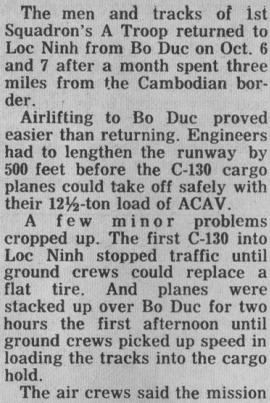 The men and tracks of 1st
Squadron's A Troop returned to
Loc Ninh from Bo Duc on Oct. 6
and 7 after a month spent three
miles from the Cambodian bor-
der.
Airlifting to Bo Duc proved
easier than returning. Engineers
had to lengthen the runway by
500 feet before the C-130 cargo
planes could take off safely with
their 12½-ton load of ACAV.
A few minor problems
cropped up. The first C-130 into
Loc Ninh stopped traffic until
ground crews could replace a
flat tire. And planes were
stacked up over Bo Duc for two
hours the first afternoon until
ground crews picked up speed in
loading the tracks into the cargo
hold.
The air crews said the mission